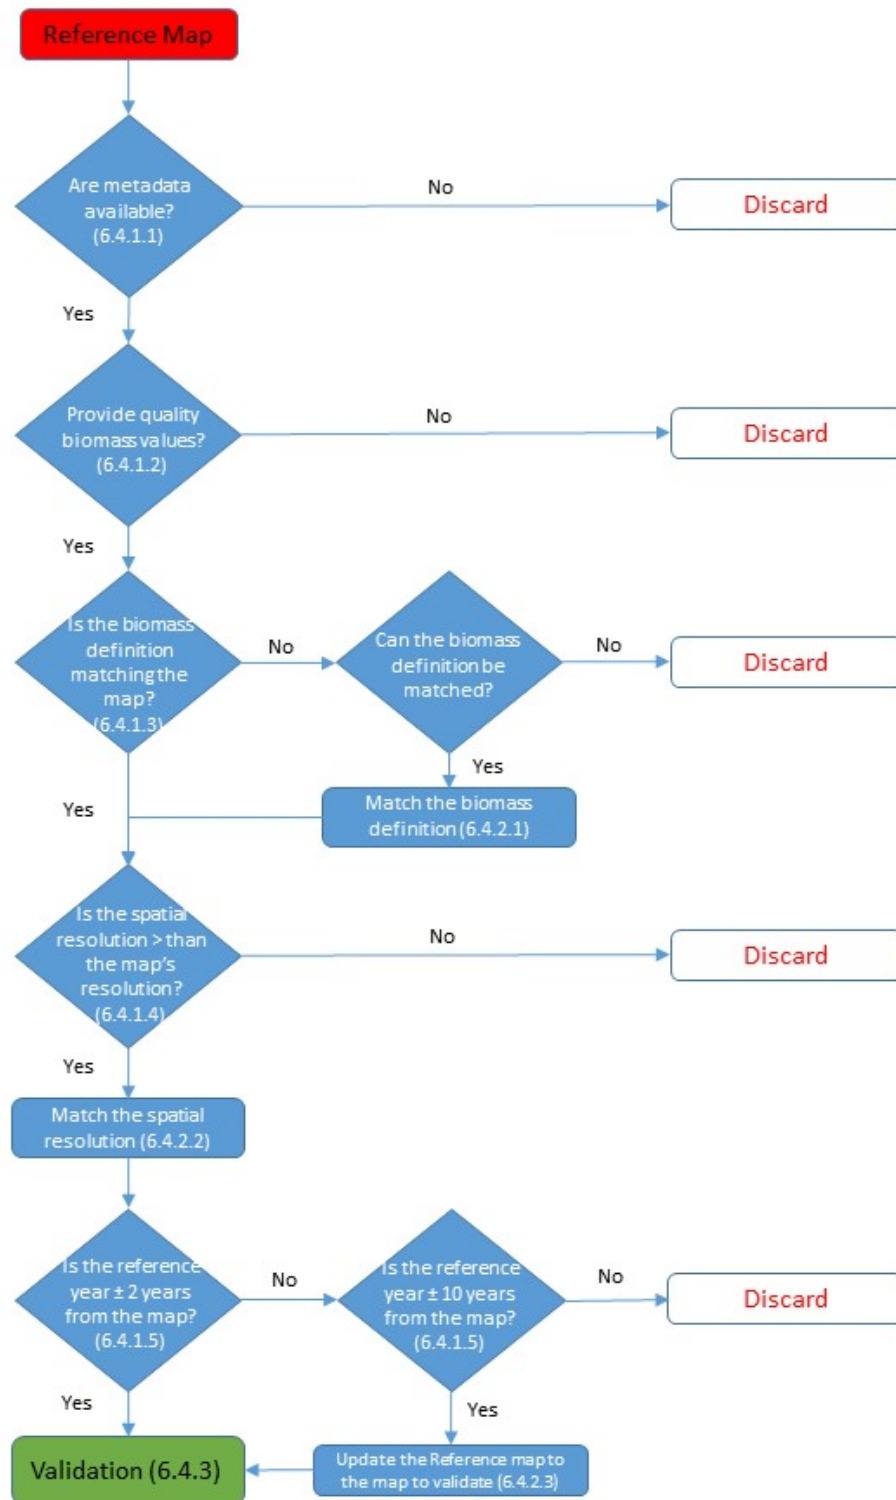 Reference Map
Are metadata
available?
(6.4.1.1)
No
Discard
Yes
Provide quality
biomass values?
(6.4.1.2)
No
Discard
Yes
Is the biomass
definition
matching the
map?
(6.4.1.3)
No
Can the biomass
definition be
matched?
No
Discard
Yes
Yes
Match the biomass
definition (6.4.2.1)
Is the spatial
resolution > than
the map's
resolution?
(6.4.1.4)
No
Discard
Yes
Match the spatial
resolution (6.4.2.2)
Is the reference
year ± 2 years
from the map?
(6.4.1.5)
No
Is the reference
year ± 10 years
from the map?
(6.4.1.5)
No
Discard
Yes
Yes
Validation (6.4.3)
Update the Reference map to
the map to validate (6.4.2.3)